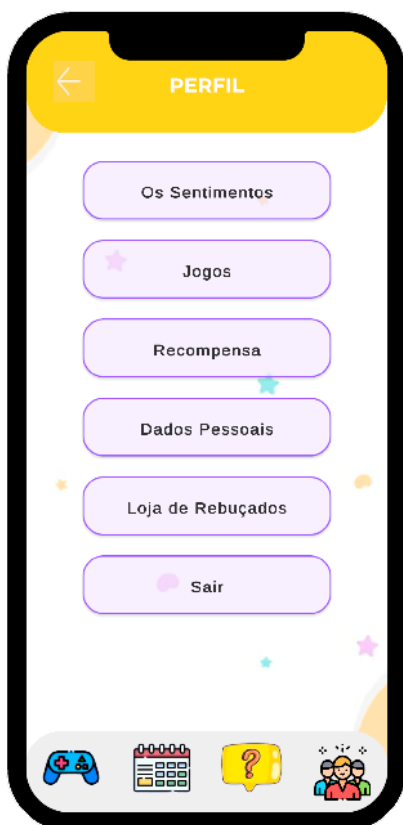 PERFIL
Os Sentimentos
Jogos
Recompensa
Dados Pessoais
Loja de Rebuçados
Sair
?